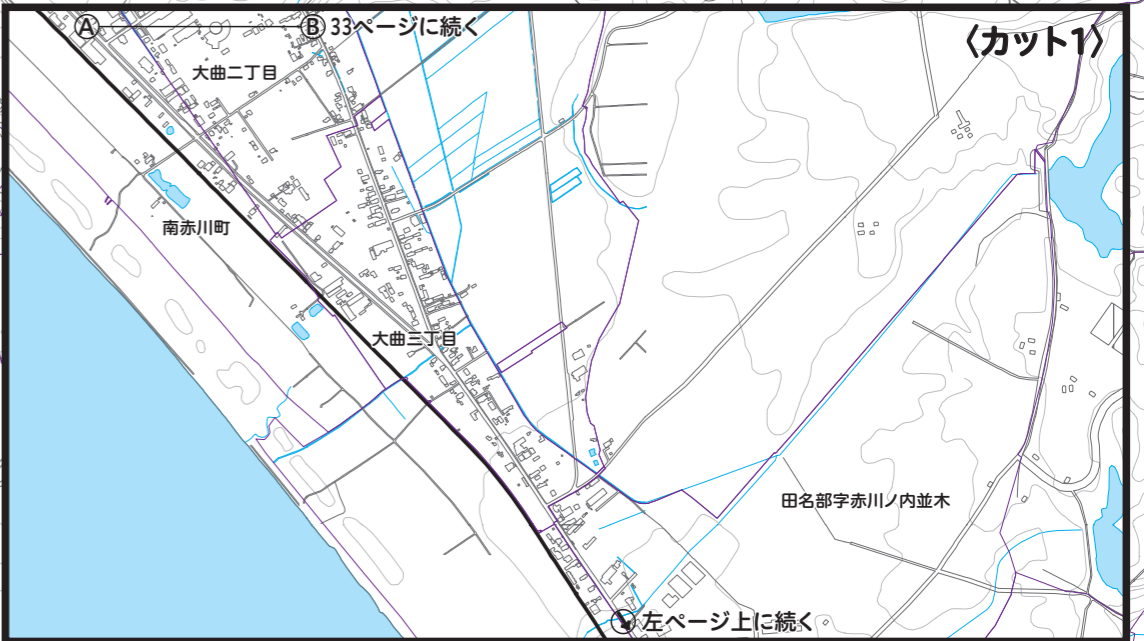 Ⓐ Ⓑ 33ページに続く
〈カット1〉
大曲二丁目
南赤川町
大曲三丁目
田名部字赤川ノ内並木
左ページ上に続く